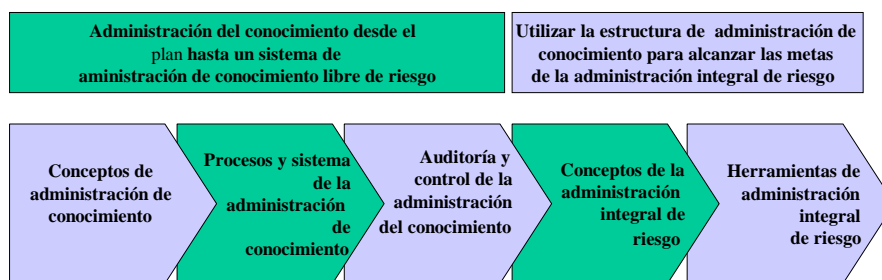 Administración del conocimiento desde el
plan hasta un sistema de
aministración de conocimiento libre de riesgo
Utilizar la estructura de administración de
conocimiento para alcanzar las metas
de la administración integral de riesgo
Conceptos de
administración de
conocimiento
Procesos y sistema
de la
administración
de
conocimiento
Auditoría y
control de la
administración
del conocimiento
Conceptos de la
administración
integral de
riesgo
Herramientas de
administración
integral
de riesgo